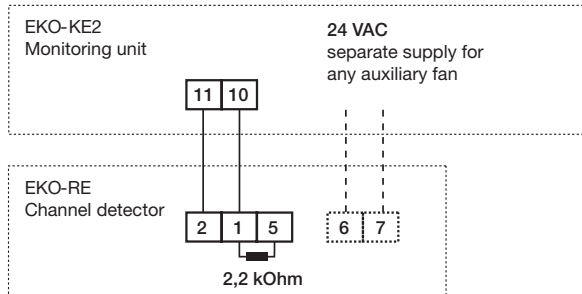 EKO-KE2
Monitoring unit
24 VAC
separate supply for
any auxiliary fan
11 10
EKO-RE
Channel detector
2 1 5 6 7
2,2 kOhm